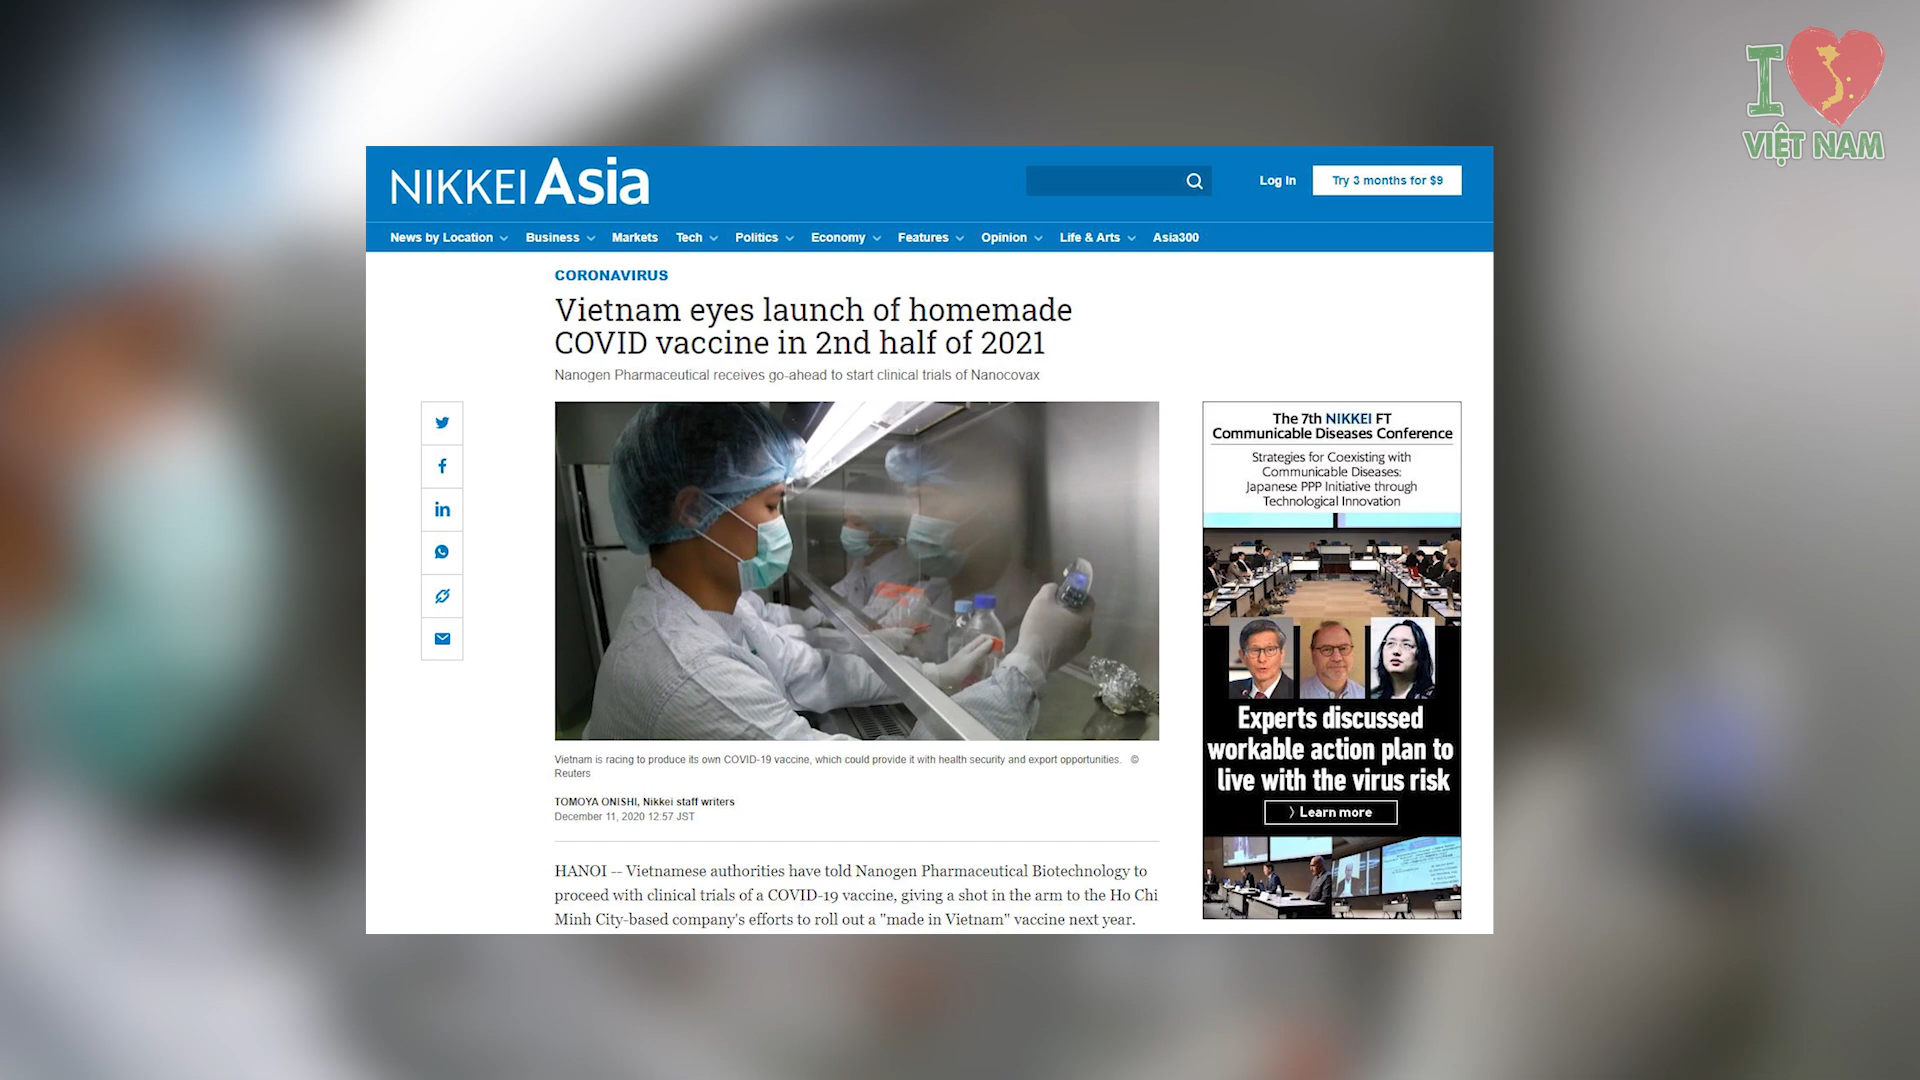 I
VIỆT NAM
NIKKEI Asia
Log In
Try 3 months for $9
News by Location
Business
Markets
Tech
Politics
Economy
Features
Opinion
Life & Arts
Asia300
CORONAVIRUS
Vietnam eyes launch of homemade
COVID vaccine in 2nd half of 2021
Nanogen Pharmaceutical receives go-ahead to start clinical trials of Nanocovax
Vietnam is racing to produce its own COVID-19 vaccine, which could provide it with health security and export opportunities. ©
Reuters
TOMOYA ONISHI, Nikkei staff writers
December 11, 2020 12:57 JST
HANOI -- Vietnamese authorities have told Nanogen Pharmaceutical Biotechnology to
proceed with clinical trials of a COVID-19 vaccine, giving a shot in the arm to the Ho Chi
Minh City-based company's efforts to roll out a "made in Vietnam" vaccine next year.
The 7th NIKKEI FT
Communicable Diseases Conference
Strategies for Coexisting with
Communicable Diseases:
Japanese PPP Initiative through
Technological Innovation
Experts discussed
workable action plan to
live with the virus risk
Learn more